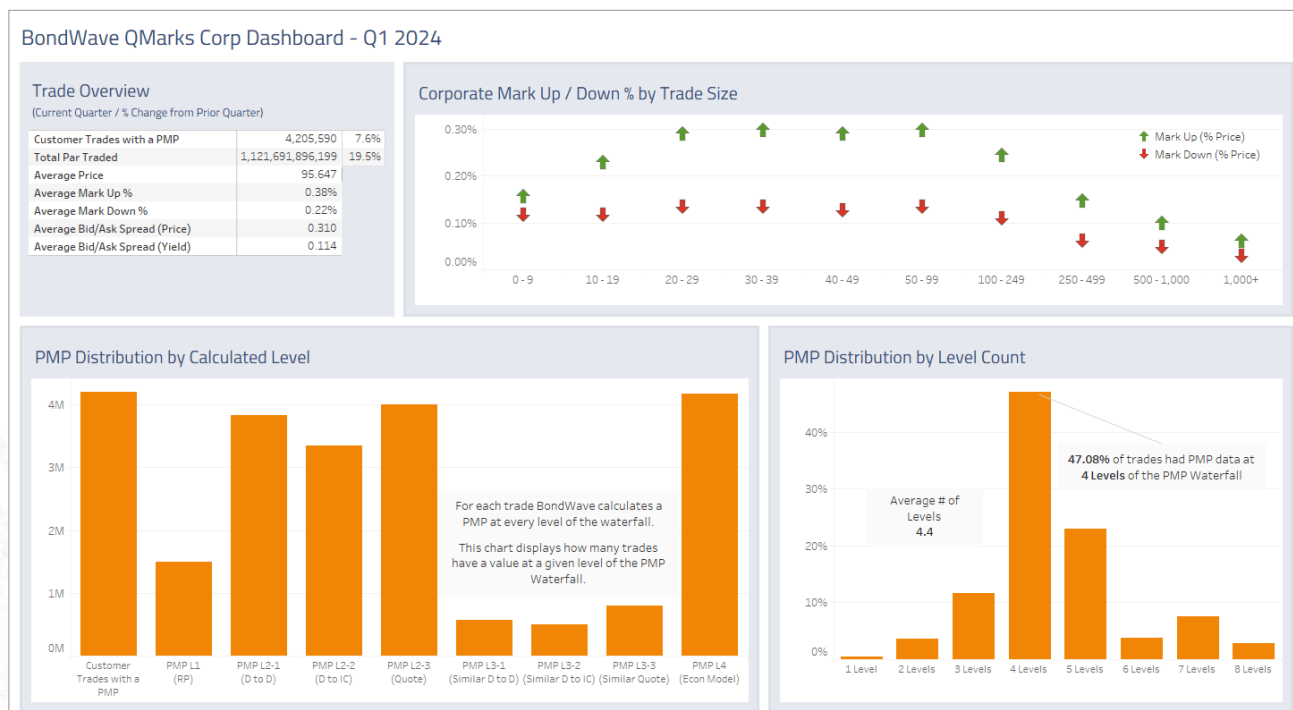 BondWave QMarks Corp Dashboard - Q1 2024
Trade Overview
(Current Quarter / % Change from Prior Quarter)
Customer Trades with a PMP 4,205,590 7.6%
Total Par Traded 1,121,691,896,199 19.5%
Average Price 95.647
Average Mark Up % 0.38%
Average Mark Down % 0.22%
Average Bid/Ask Spread (Price) 0.310
Average Bid/Ask Spread (Yield) 0.114
Corporate Mark Up / Down % by Trade Size
0.30%
0.20%
0.10%
0.00%
Mark Up (% Price)
Mark Down (% Price)
0 - 9 10 - 19 20 - 29 30 - 39 40 - 49 50 - 99 100 - 249 250 - 499 500 - 1,000 1,000+
PMP Distribution by Calculated Level
4M
3M
2M
1M
0M
For each trade BondWave calculates a
PMP at every level of the waterfall.
This chart displays how many trades
have a value at a given level of the PMP
Waterfall.
Customer PMP L1 PMP L2-1 PMP L2-2 PMP L2-3 PMP L3-1 PMP L3-2 PMP L3-3 PMP L4
Trades with a (RP) (D to D) (D to IC) (Quote) (Similar D to D) (Similar D to IC) (Similar Quote) (Econ Model)
PMP
PMP Distribution by Level Count
40%
30%
20%
10%
0%
47.08% of trades had PMP data at
4 Levels of the PMP Waterfall
Average # of
Levels
4.4
1 Level 2 Levels 3 Levels 4 Levels 5 Levels 6 Levels 7 Levels 8 Levels